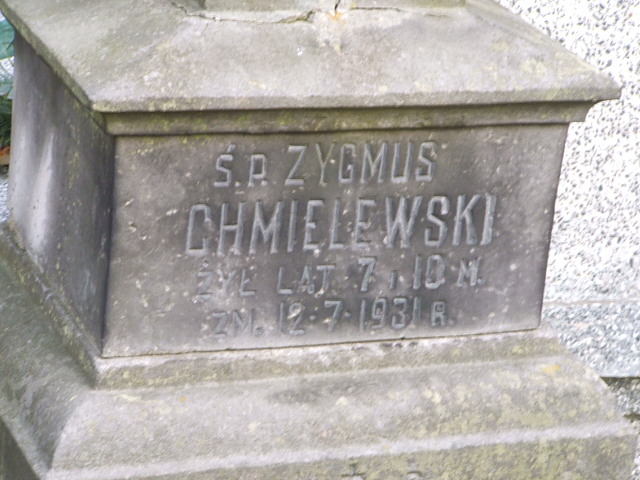 Ś.P. ZYGMUŚ
CHMIELEWSKI
ŻYŁ LAT 7 I 10 M.
ZM. 12·7·1931 R.